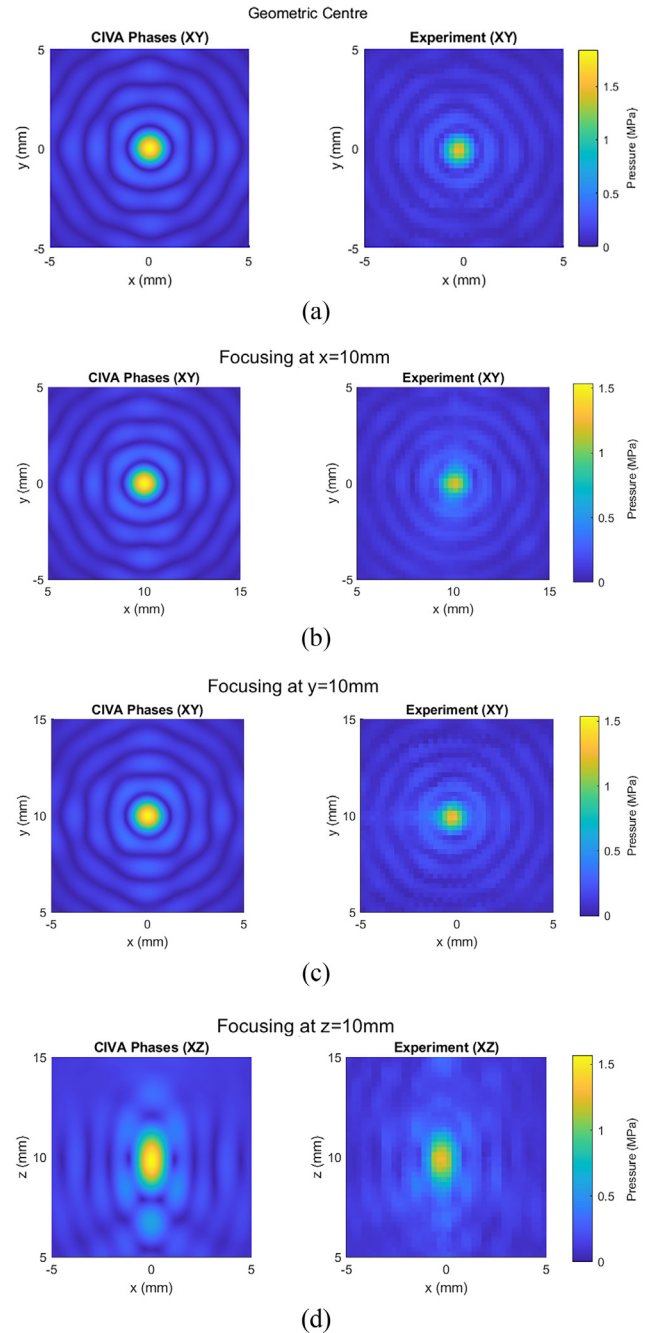 Geometric Centre
CIVA Phases (XY)
Experiment (XY)
5
0
-5
y (mm)
-5
0
5
x (mm)
5
0
-5
y (mm)
-5
0
5
x (mm)
1.5
1
0.5
0
Pressure (MPa)
(a)
Focusing at x=10mm
CIVA Phases (XY)
Experiment (XY)
5
0
-5
y (mm)
5
10
15
x (mm)
5
0
-5
y (mm)
5
10
15
x (mm)
1.5
1
0.5
0
Pressure (MPa)
(b)
Focusing at y=10mm
CIVA Phases (XY)
Experiment (XY)
15
10
5
y (mm)
-5
0
5
x (mm)
15
10
5
y (mm)
-5
0
5
x (mm)
1.5
1
0.5
0
Pressure (MPa)
(c)
Focusing at z=10mm
CIVA Phases (XZ)
Experiment (XZ)
15
10
5
z (mm)
-5
0
5
x (mm)
15
10
5
z (mm)
-5
0
5
x (mm)
1.5
1
0.5
0
Pressure (MPa)
(d)